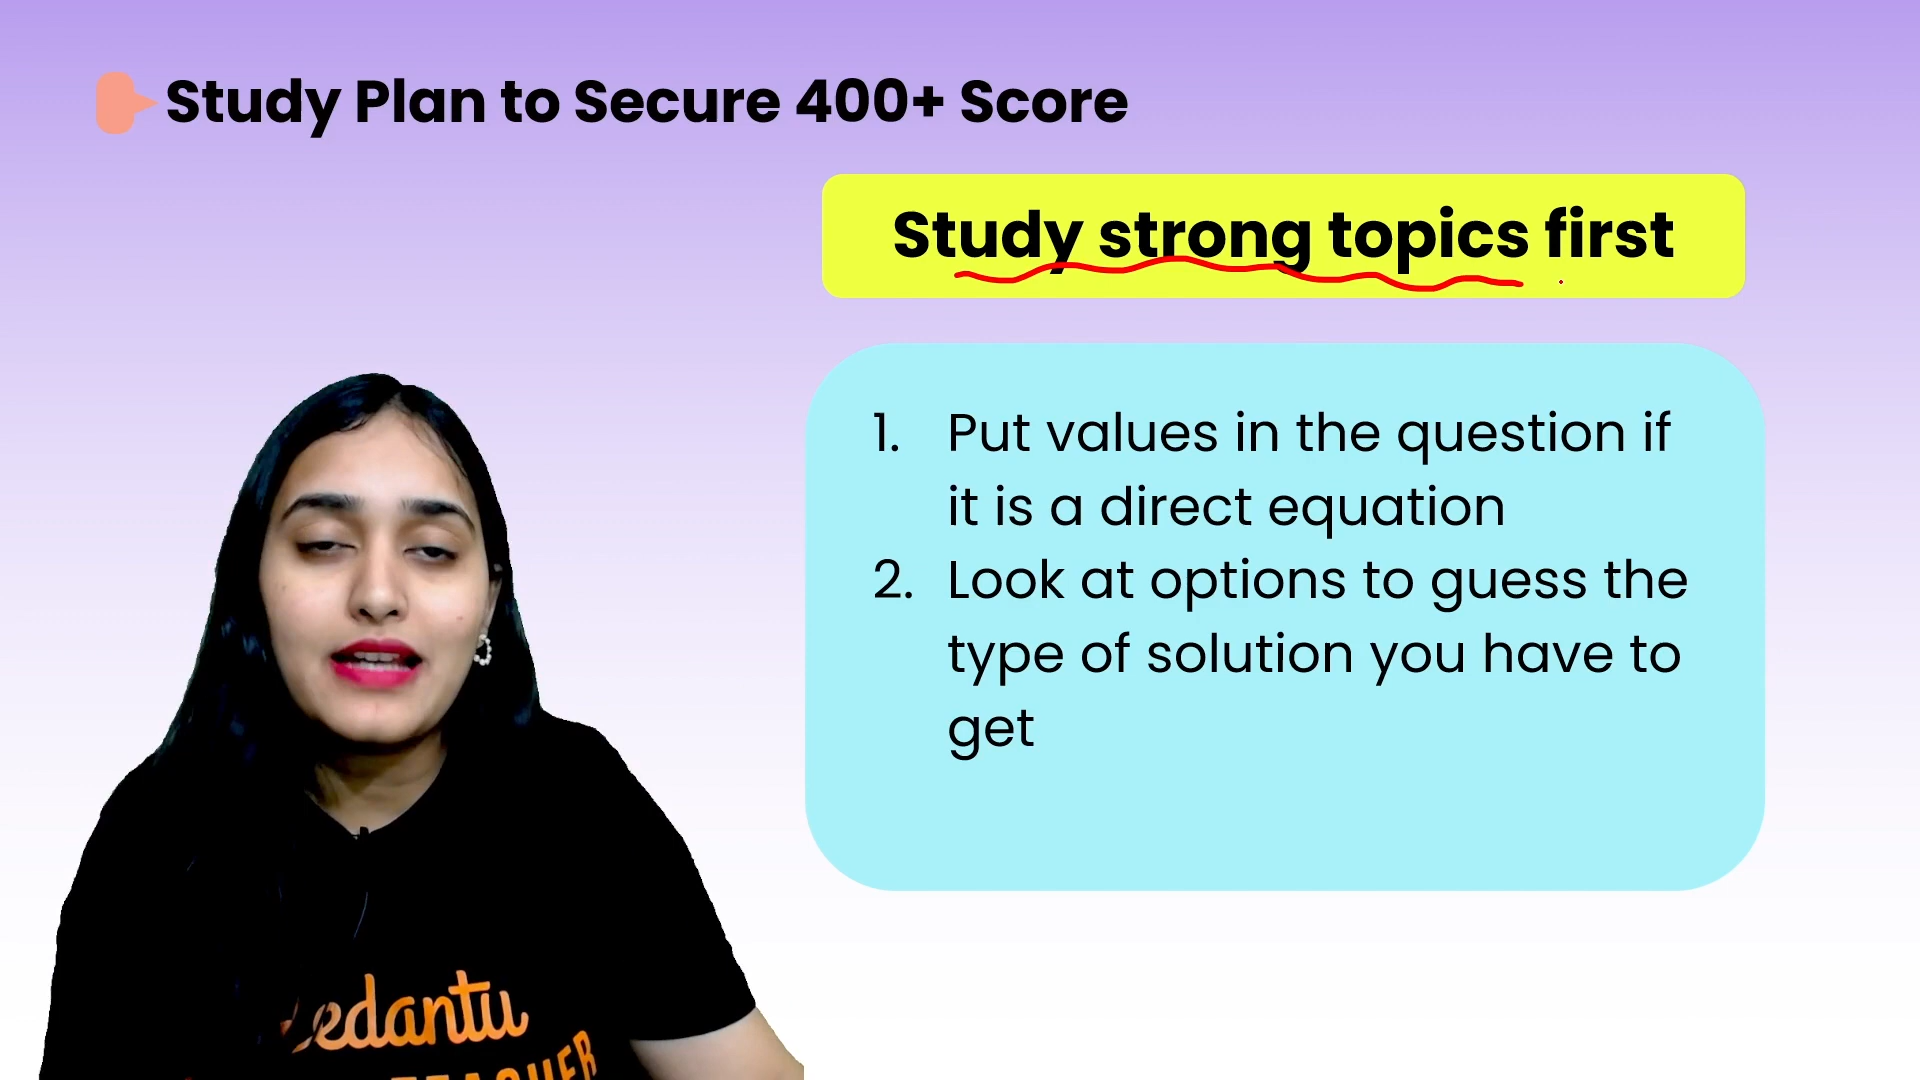 Study Plan to Secure 400+ Score
Study strong topics first
1. Put values in the question if
it is a direct equation
2. Look at options to guess the
type of solution you have to
get
edantu